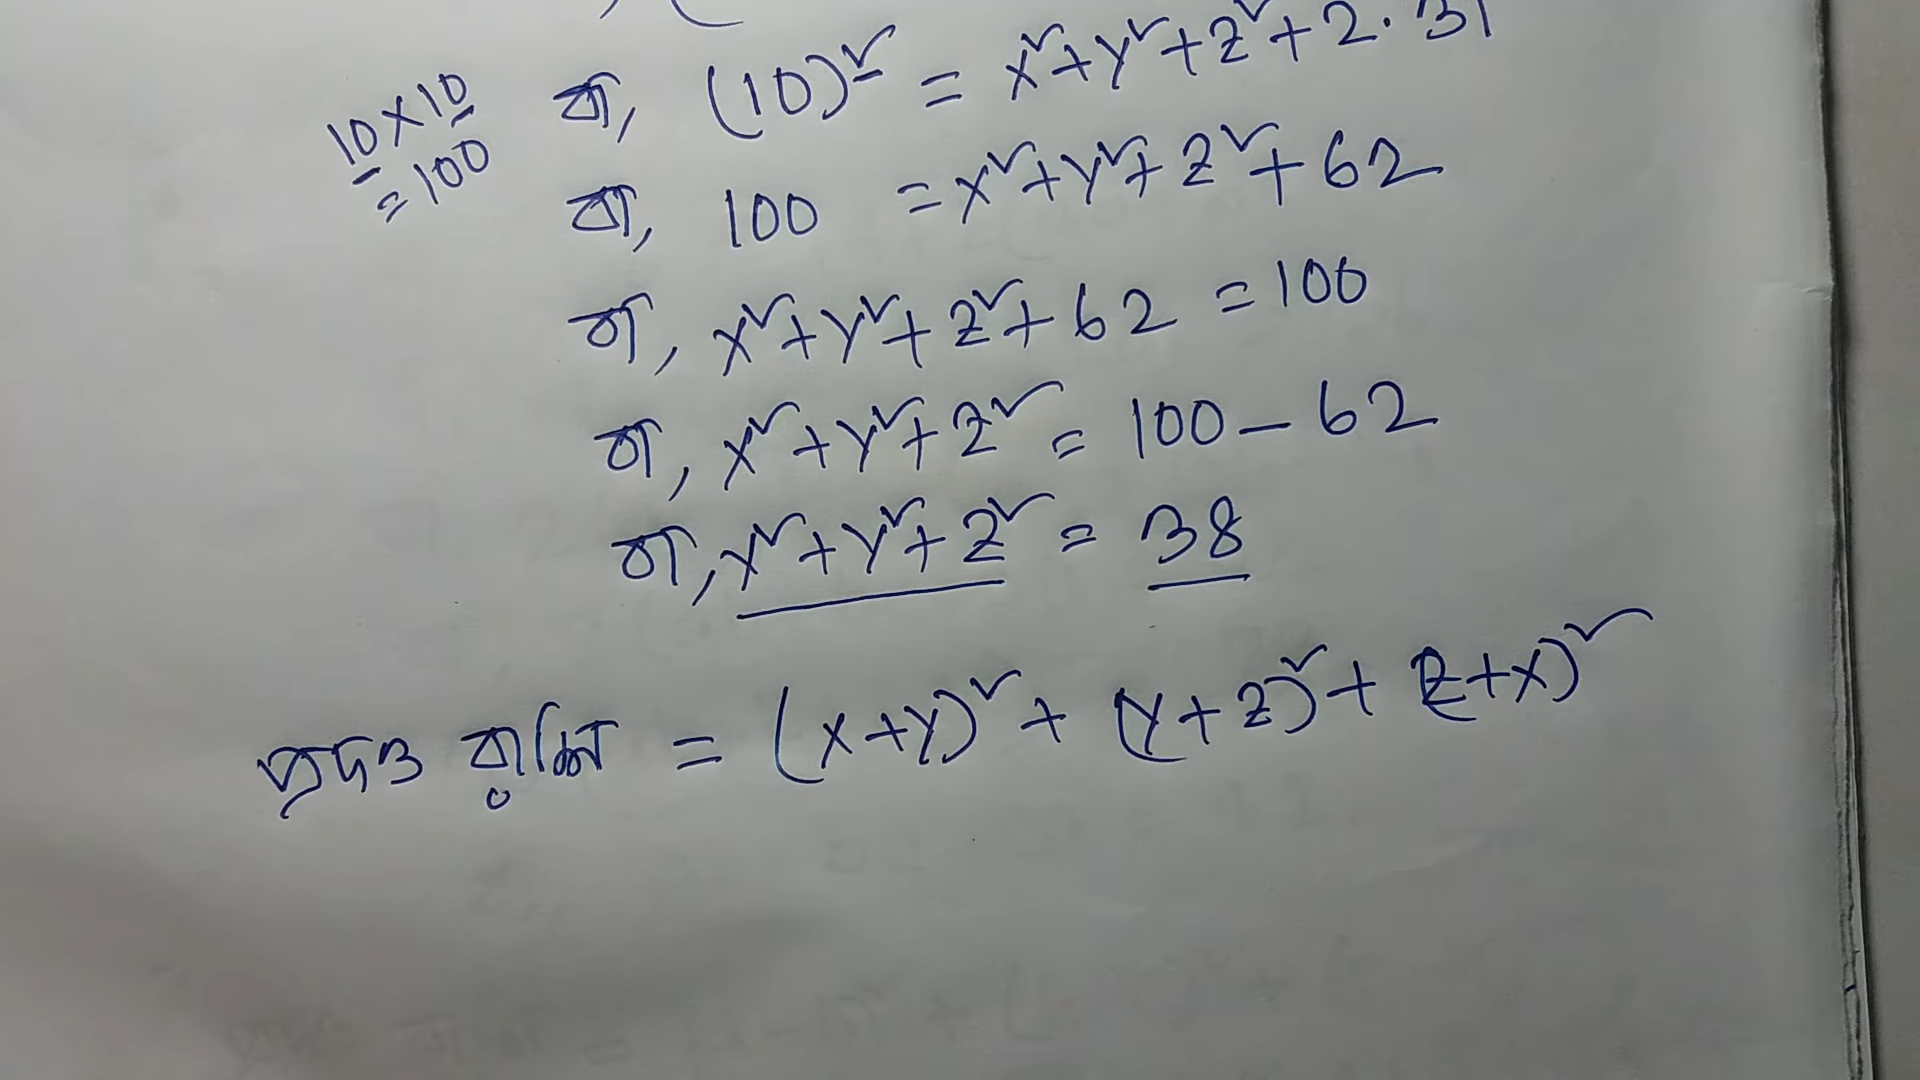 বা, (10)² = x²+y²+z²+2·31
10×10
=100
বা, 100 = x²+y²+z²+62
বা, x²+y²+z²+62 = 100
বা, x²+y²+z² = 100-62
বা, x²+y²+z² = 38
প্রদত্ত রাশি = (x+y)²+ (y+z)²+ (z+x)²